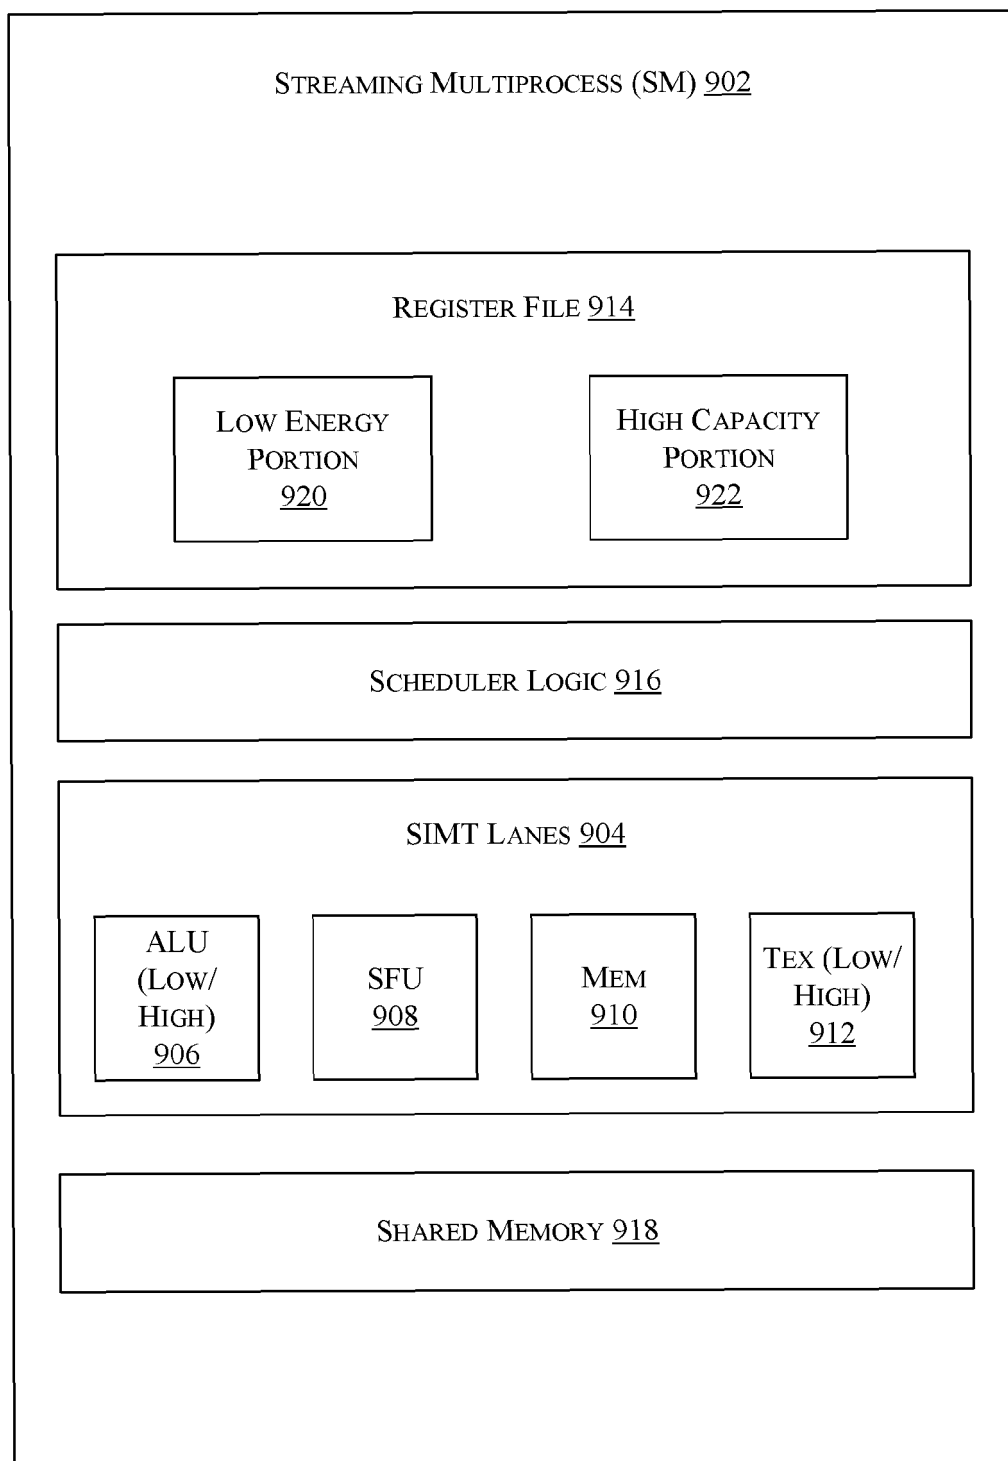 STREAMING MULTIPROCESS (SM) 902
REGISTER FILE 914
LOW ENERGY
PORTION
920
HIGH CAPACITY
PORTION
922
SCHEDULER LOGIC 916
SIMT LANES 904
ALU
(LOW/
HIGH)
906
SFU
908
MEM
910
TEX (LOW/
HIGH)
912
SHARED MEMORY 918